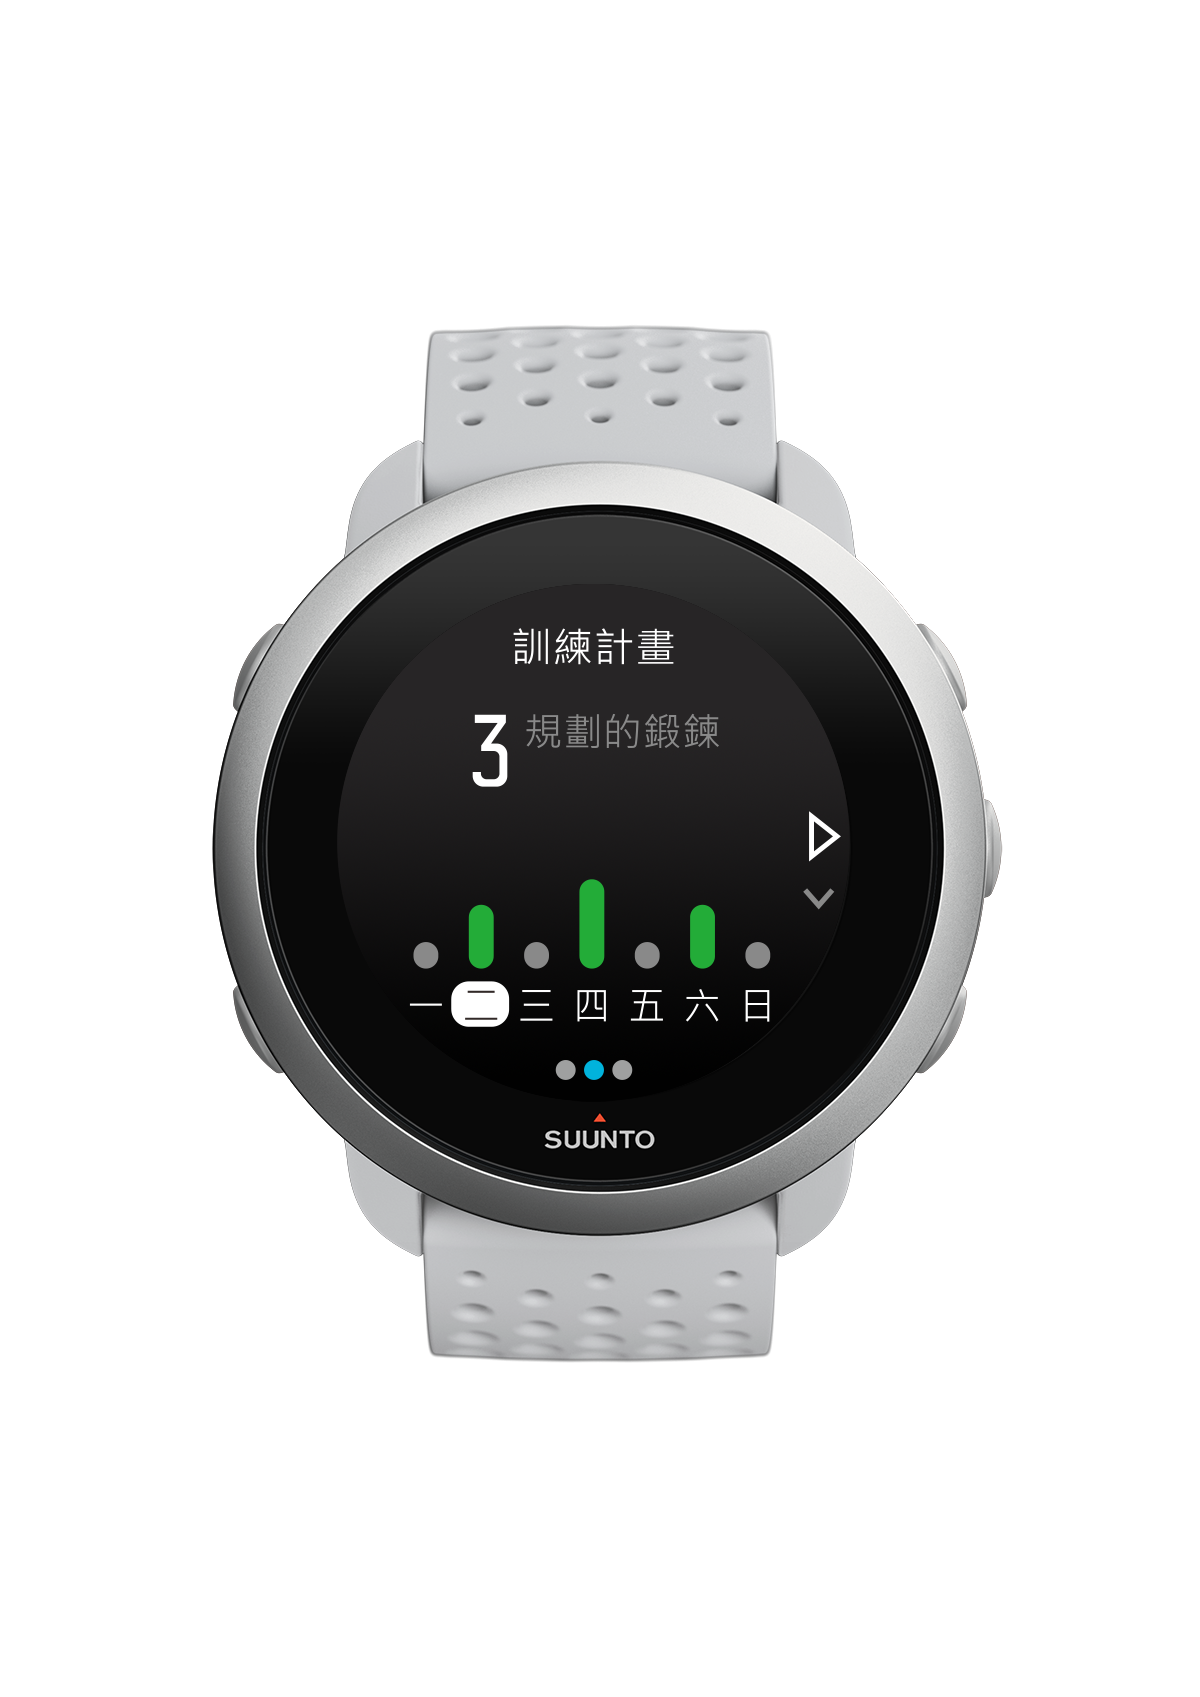 訓練計畫
3 規劃的鍛鍊
一 二 三 四 五 六 日
SUUNTO